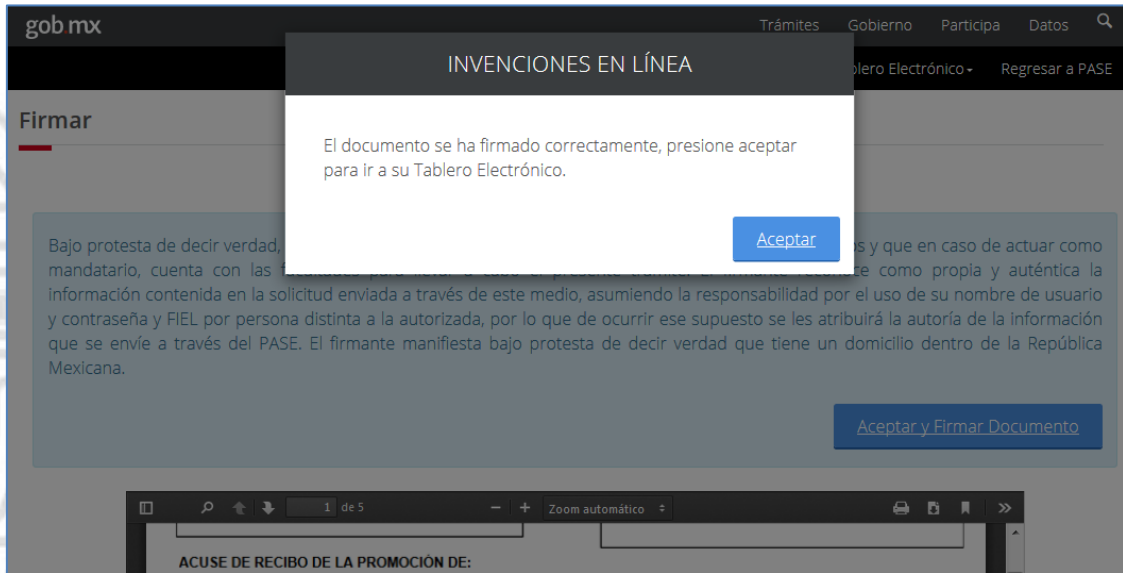 gob.mx
Trámites Gobierno Participa Datos
INVENCIONES EN LÍNEA
Electrónico Regresar a PASE
Firmar
El documento se ha firmado correctamente, presione aceptar
para ir a su Tablero Electrónico.
Aceptar
Bajo protesta de decir verdad, y que en caso de actuar como
mandatario, cuenta con las como propia y auténtica la
información contenida en la solicitud enviada a través de este medio, asumiendo la responsabilidad por el uso de su nombre de usuario
y contraseña y FIEL por persona distinta a la autorizada, por lo que de ocurrir ese supuesto se les atribuirá la autoría de la información
que se envíe a través del PASE. El firmante manifiesta bajo protesta de decir verdad que tiene un domicilio dentro de la República
Mexicana.
Aceptar y Firmar Documento
1 de 5 Zoom automático
ACUSE DE RECIBO DE LA PROMOCIÓN DE: